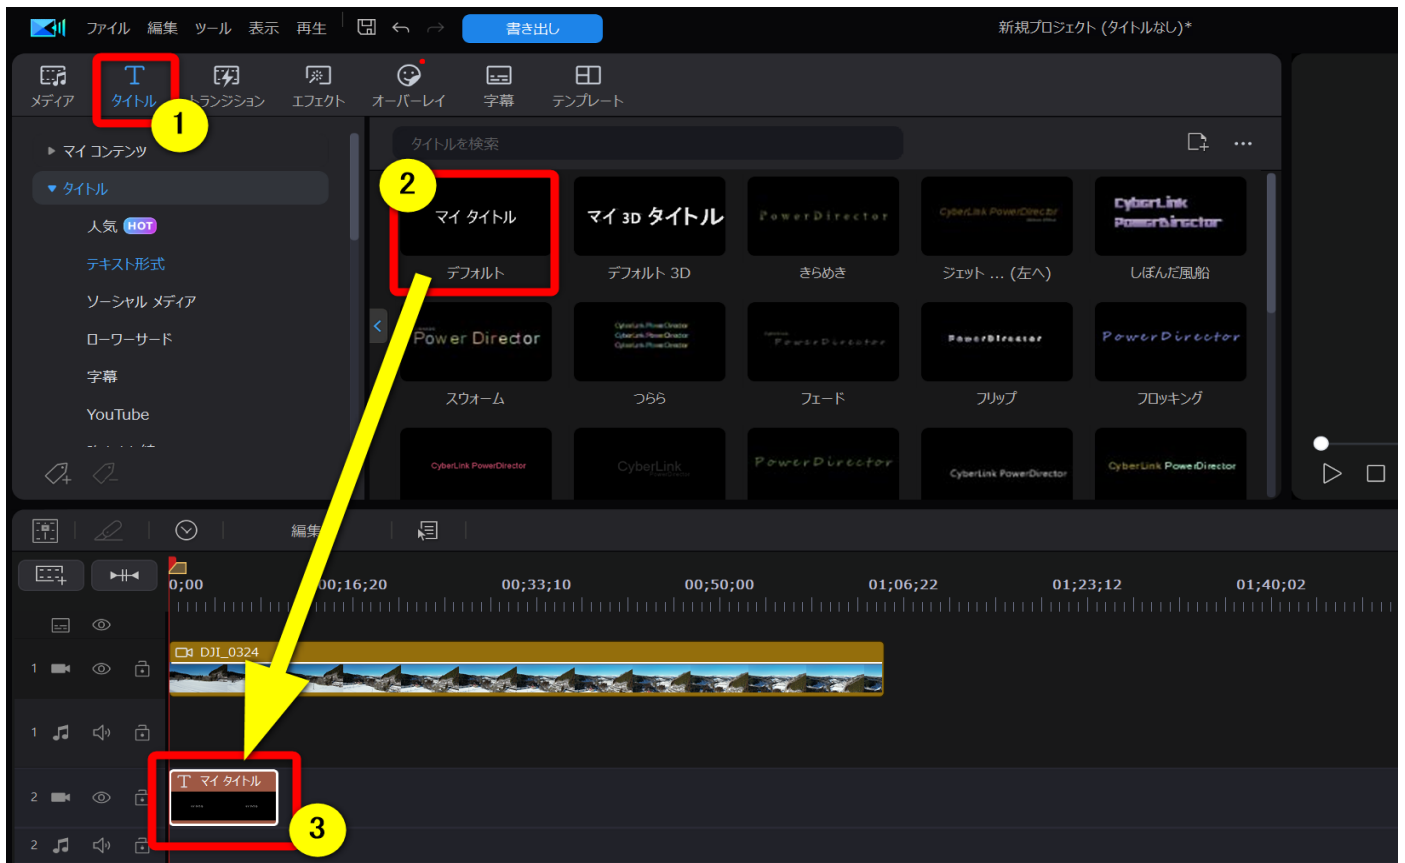 ファイル 編集 ツール 表示 再生 書き出し 新規プロジェクト (タイトルなし)*
メディア タイトル トランジション エフェクト オーバーレイ 字幕 テンプレート
1
タイトルを検索
マイ コンテンツ
タイトル
人気 HOT
テキスト形式
ソーシャル メディア
ローワーサード
字幕
YouTube
2
マイ タイトル マイ 3D タイトル PowerDirector CyberLink PowerDirector CyberLink PowerDirector
デフォルト デフォルト 3D きらめき ジェット … (左へ) しぼんだ風船
Power Director CyberLink PowerDirector CyberLink PowerDirector CyberLink PowerDirector PowerDirector PowerDirector PowerDirector
スウォーム つらら フェード フリップ フロッキング
CyberLink PowerDirector CyberLink PowerDirector CyberLink PowerDirector CyberLink PowerDirector
編集
0;00 00;16;20 00;33;10 00;50;00 01;06;22 01;23;12 01;40;02
1 DJI_0324
1
2 T マイ タイトル
3
2